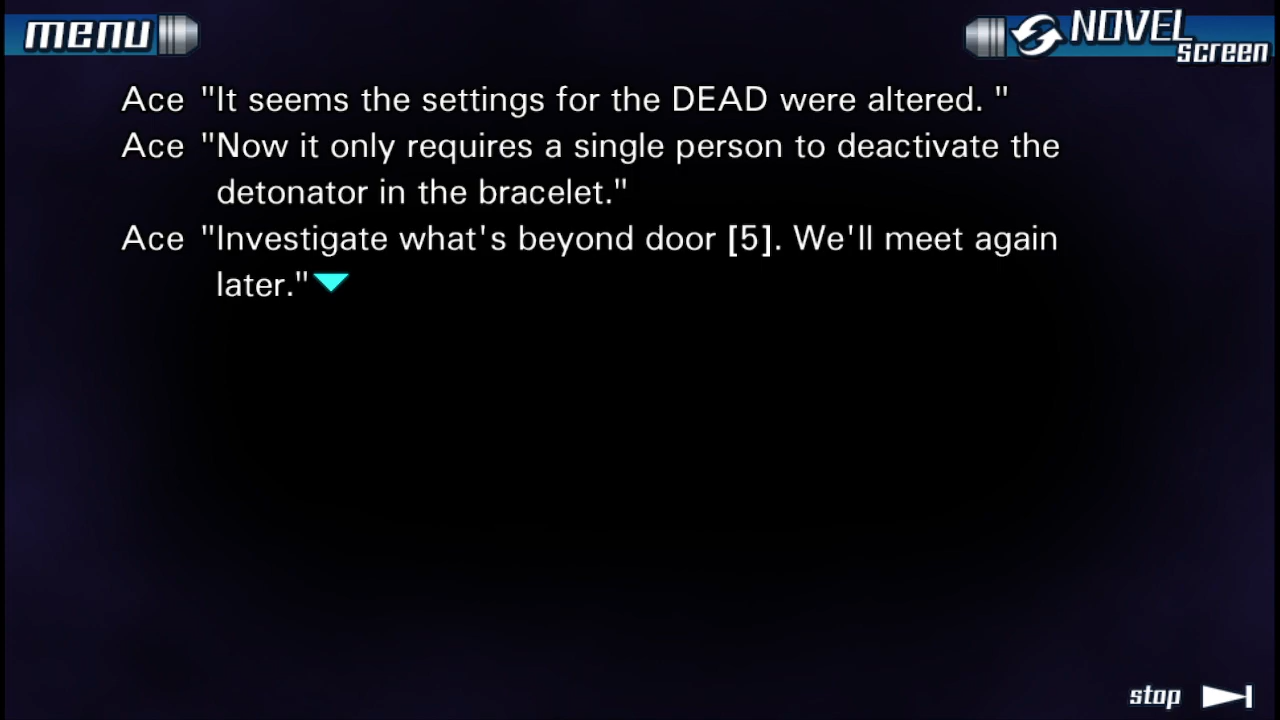 menu
NOVEL
screen
Ace "It seems the settings for the DEAD were altered. "
Ace "Now it only requires a single person to deactivate the
detonator in the bracelet."
Ace "Investigate what's beyond door [5]. We'll meet again
later."
stop